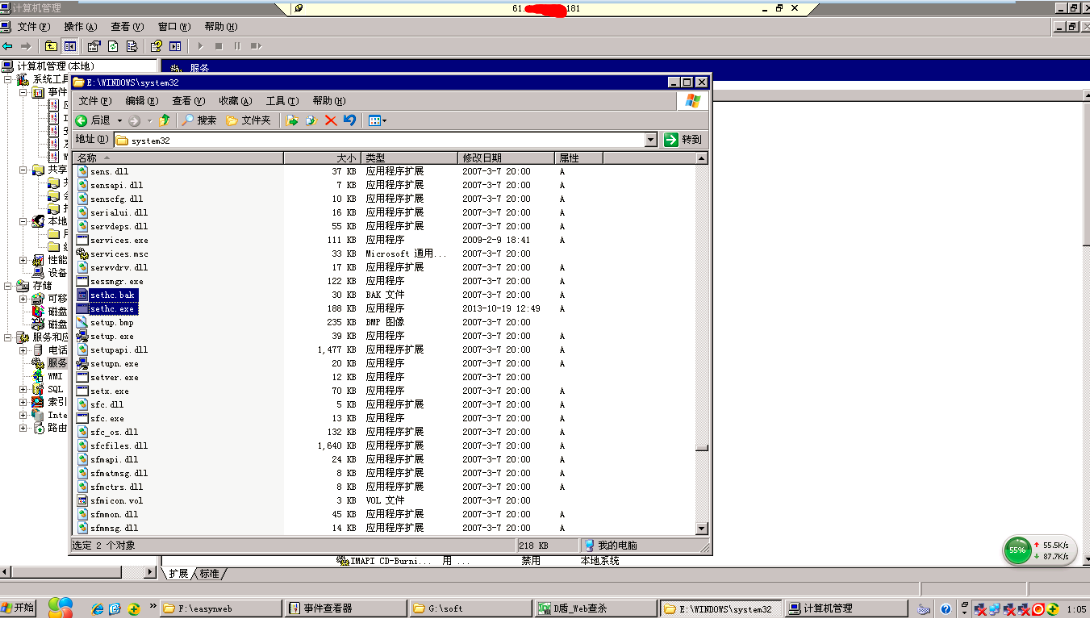 计算机管理
61. 181
文件(F) 操作(A) 查看(V) 窗口(W) 帮助(H)
计算机管理(本地)
服务
系统工具
事件
共享
本地
性能
设备
存储
可移
磁盘
磁盘
服务和应
电话
服务
WMI
SQL
索引
Inte
路由
E:\WINDOWS\system32
文件(F) 编辑(E) 查看(V) 收藏(A) 工具(T) 帮助(H)
后退 搜索 文件夹
地址(D) system32 转到
名称 大小 类型 修改日期 属性
sens.dll 37 KB 应用程序扩展 2007-3-7 20:00 A
sensapi.dll 7 KB 应用程序扩展 2007-3-7 20:00 A
senscfg.dll 10 KB 应用程序扩展 2007-3-7 20:00 A
serialui.dll 16 KB 应用程序扩展 2007-3-7 20:00 A
servdeps.dll 55 KB 应用程序扩展 2007-3-7 20:00 A
services.exe 111 KB 应用程序 2009-2-9 18:41 A
services.msc 33 KB Microsoft 通用... 2007-3-7 20:00
serwvdrv.dll 17 KB 应用程序扩展 2007-3-7 20:00 A
sessmgr.exe 122 KB 应用程序 2007-3-7 20:00 A
sethc.bak 30 KB BAK 文件 2007-3-7 20:00 A
sethc.exe 188 KB 应用程序 2013-10-19 12:49 A
setup.bmp 235 KB BMP 图像 2007-3-7 20:00
setup.exe 39 KB 应用程序 2007-3-7 20:00 A
setupapi.dll 1,477 KB 应用程序扩展 2007-3-7 20:00 A
setupn.exe 20 KB 应用程序 2007-3-7 20:00 A
setver.exe 12 KB 应用程序 2007-3-7 20:00
setx.exe 70 KB 应用程序 2007-3-7 20:00 A
sfc.dll 5 KB 应用程序扩展 2007-3-7 20:00 A
sfc.exe 13 KB 应用程序 2007-3-7 20:00 A
sfc_os.dll 132 KB 应用程序扩展 2007-3-7 20:00 A
sfcfiles.dll 1,640 KB 应用程序扩展 2007-3-7 20:00 A
sfmapi.dll 24 KB 应用程序扩展 2007-3-7 20:00 A
sfmatmsg.dll 8 KB 应用程序扩展 2007-3-7 20:00 A
sfmctrs.dll 8 KB 应用程序扩展 2007-3-7 20:00 A
sfmicon.vol 3 KB VOL 文件 2007-3-7 20:00
sfmmon.dll 45 KB 应用程序扩展 2007-3-7 20:00 A
sfmmsg.dll 14 KB 应用程序扩展 2007-3-7 20:00 A
选定 2 个对象 218 KB 我的电脑
IMAPI CD-Burni... 用 ... 禁用 本地系统
55% 55.5K/s
87.7K/s
扩展 标准
开始 F:\easynweb 事件查看器 G:\soft D盾_Web查杀 E:\WINDOWS\system32 计算机管理 1:05